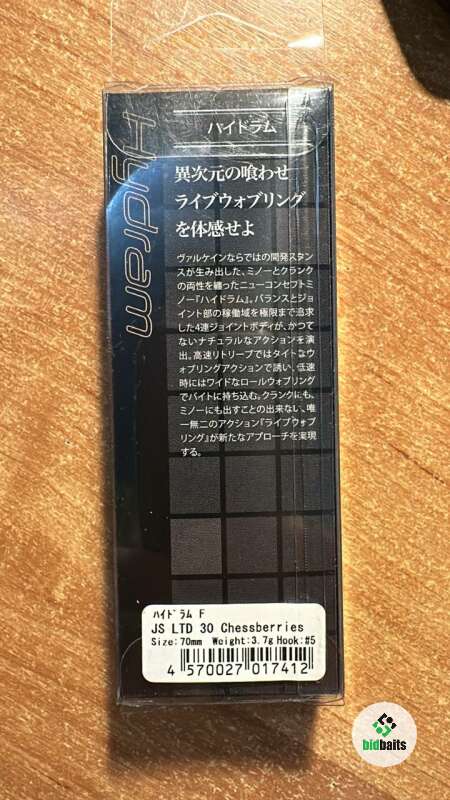 Hydram
ハイドラム
異次元の喰わせ
ライブウォブリング
を体感せよ
ヴァルケインならではの開発スタン
スが生み出した、ミノーとクランク
の両性を纏ったニューコンセプトミ
ノー『ハイドラム』。バランスとジョ
イント部の稼働域を極限まで追求
した4連ジョイントボディが、かつて
ないナチュラルなアクションを演
出。高速リトリーブではタイトなウ
ォブリングアクションで誘い、低速
時にはワイドなロールウォブリング
でバイトに持ち込む。クランクにも、
ミノーにも出すことの出来ない、唯
一無二のアクション『ライブウォブ
リング』が新たなアプローチを実現
する。
ﾊｲﾄﾞﾗﾑ F
JS LTD 30 Chessberries
Size:70mm Weight:3.7g Hook:#5
4 570027 017412
bidbaits